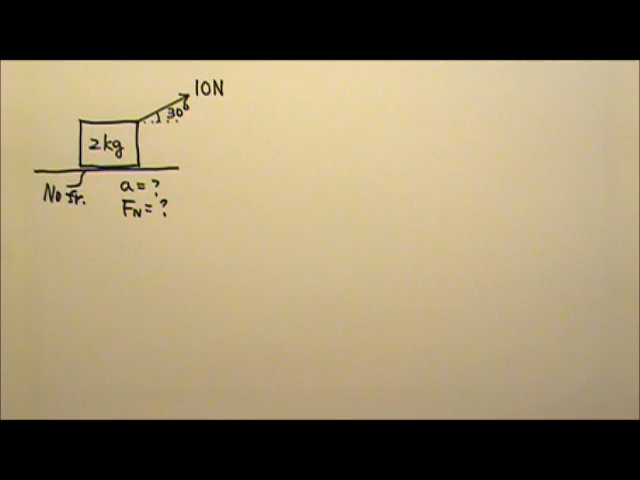 10N
30°
2kg
No fr.
a = ?
FN = ?